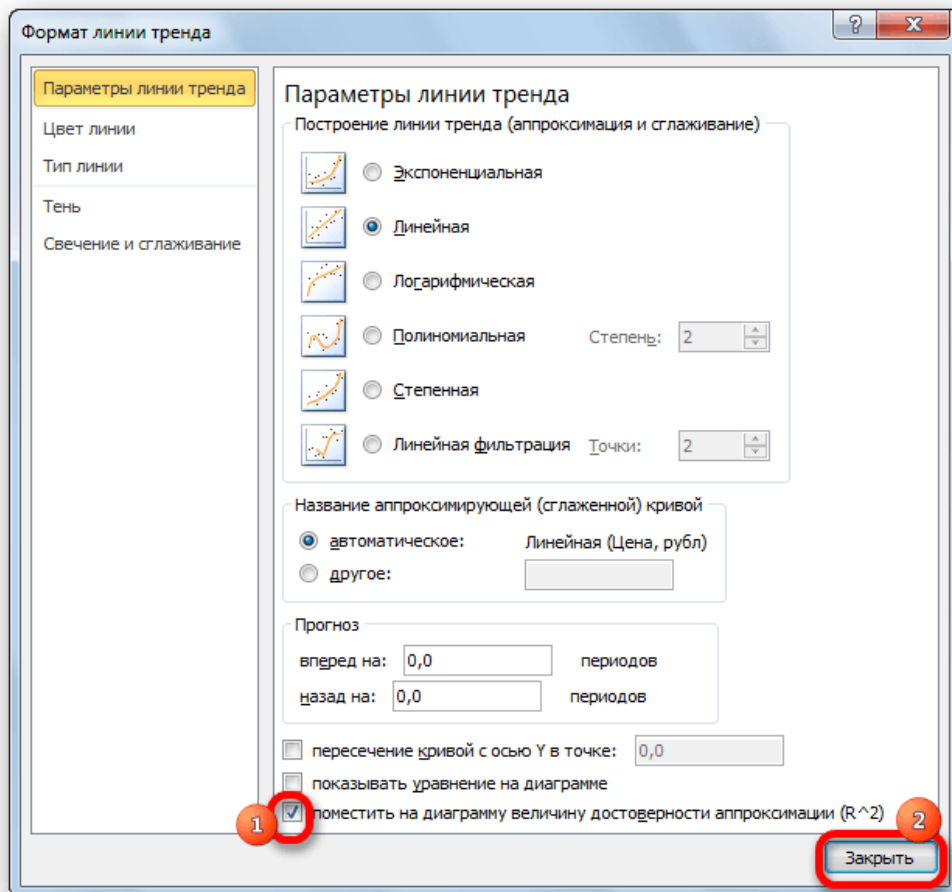 Формат линии тренда
Параметры линии тренда
Цвет линии
Тип линии
Тень
Свечение и сглаживание
Параметры линии тренда
Построение линии тренда (аппроксимация и сглаживание)
Экспоненциальная
Линейная
Логарифмическая
Полиномиальная Степень: 2
Степенная
Линейная фильтрация Точки: 2
Название аппроксимирующей (сглаженной) кривой
автоматическое: Линейная (Цена, рубл)
другое:
Прогноз
вперед на: 0,0 периодов
назад на: 0,0 периодов
пересечение кривой с осью Y в точке: 0,0
показывать уравнение на диаграмме
1 поместить на диаграмму величину достоверности аппроксимации (R^2) 2
Закрыть